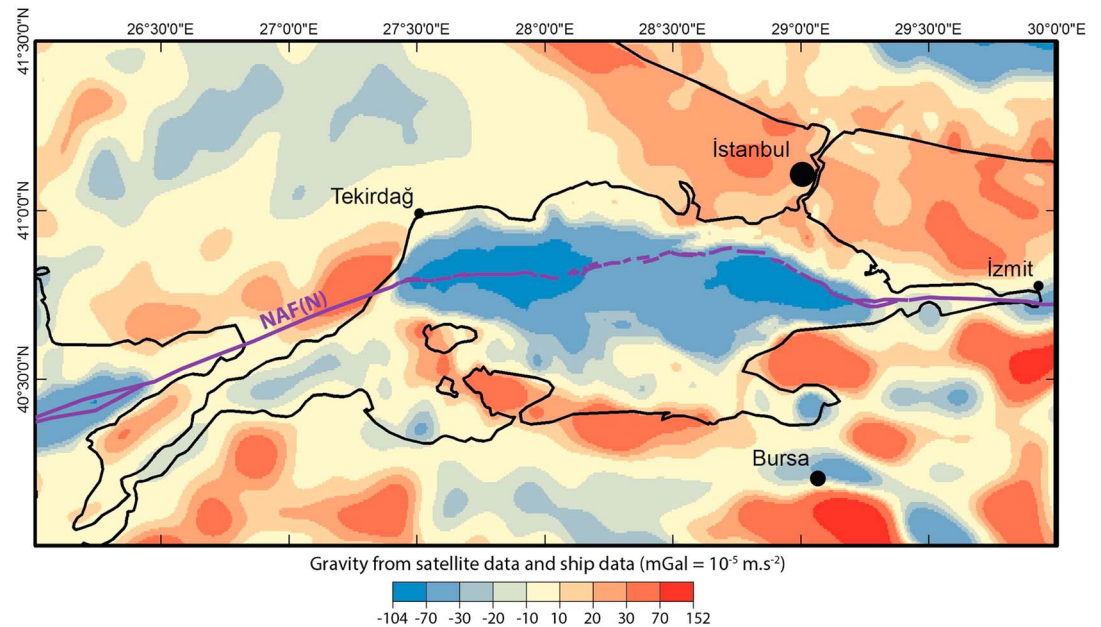 26°30'0"E 27°0'0"E 27°30'0"E 28°0'0"E 28°30'0"E 29°0'0"E 29°30'0"E 30°0'0"E
41°30'0"N
41°0'0"N
40°30'0"N
İstanbul
Tekirdağ
İzmit
NAF(N)
Bursa
Gravity from satellite data and ship data (mGal = 10⁻⁵ m.s⁻²)
-104 -70 -30 -20 -10 10 20 30 70 152